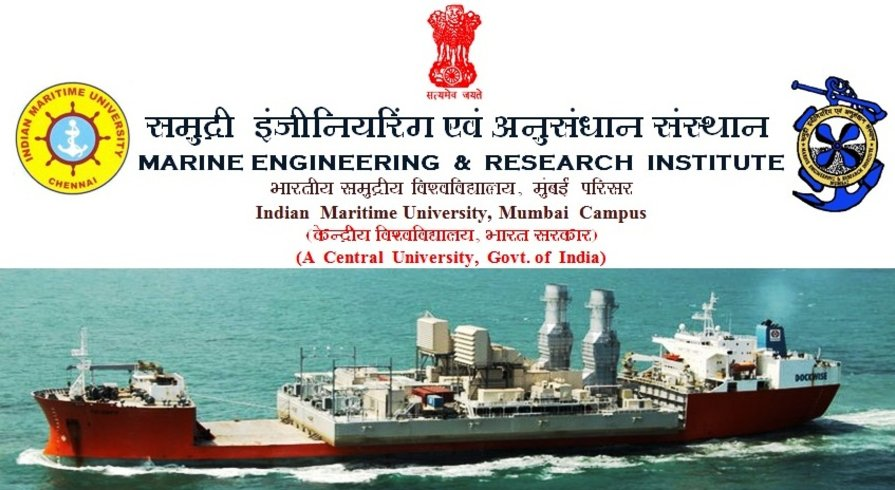 सत्यमेव जयते
INDIAN MARITIME UNIVERSITY
CHENNAI
समुद्री इंजीनियरिंग एवं अनुसंधान संस्थान
MARINE ENGINEERING & RESEARCH INSTITUTE
भारतीय समुद्रीय विश्वविद्यालय, मुंबई परिसर
Indian Maritime University, Mumbai Campus
(केन्द्रीय विश्वविद्यालय, भारत सरकार)
(A Central University, Govt. of India)
DOCKWISE